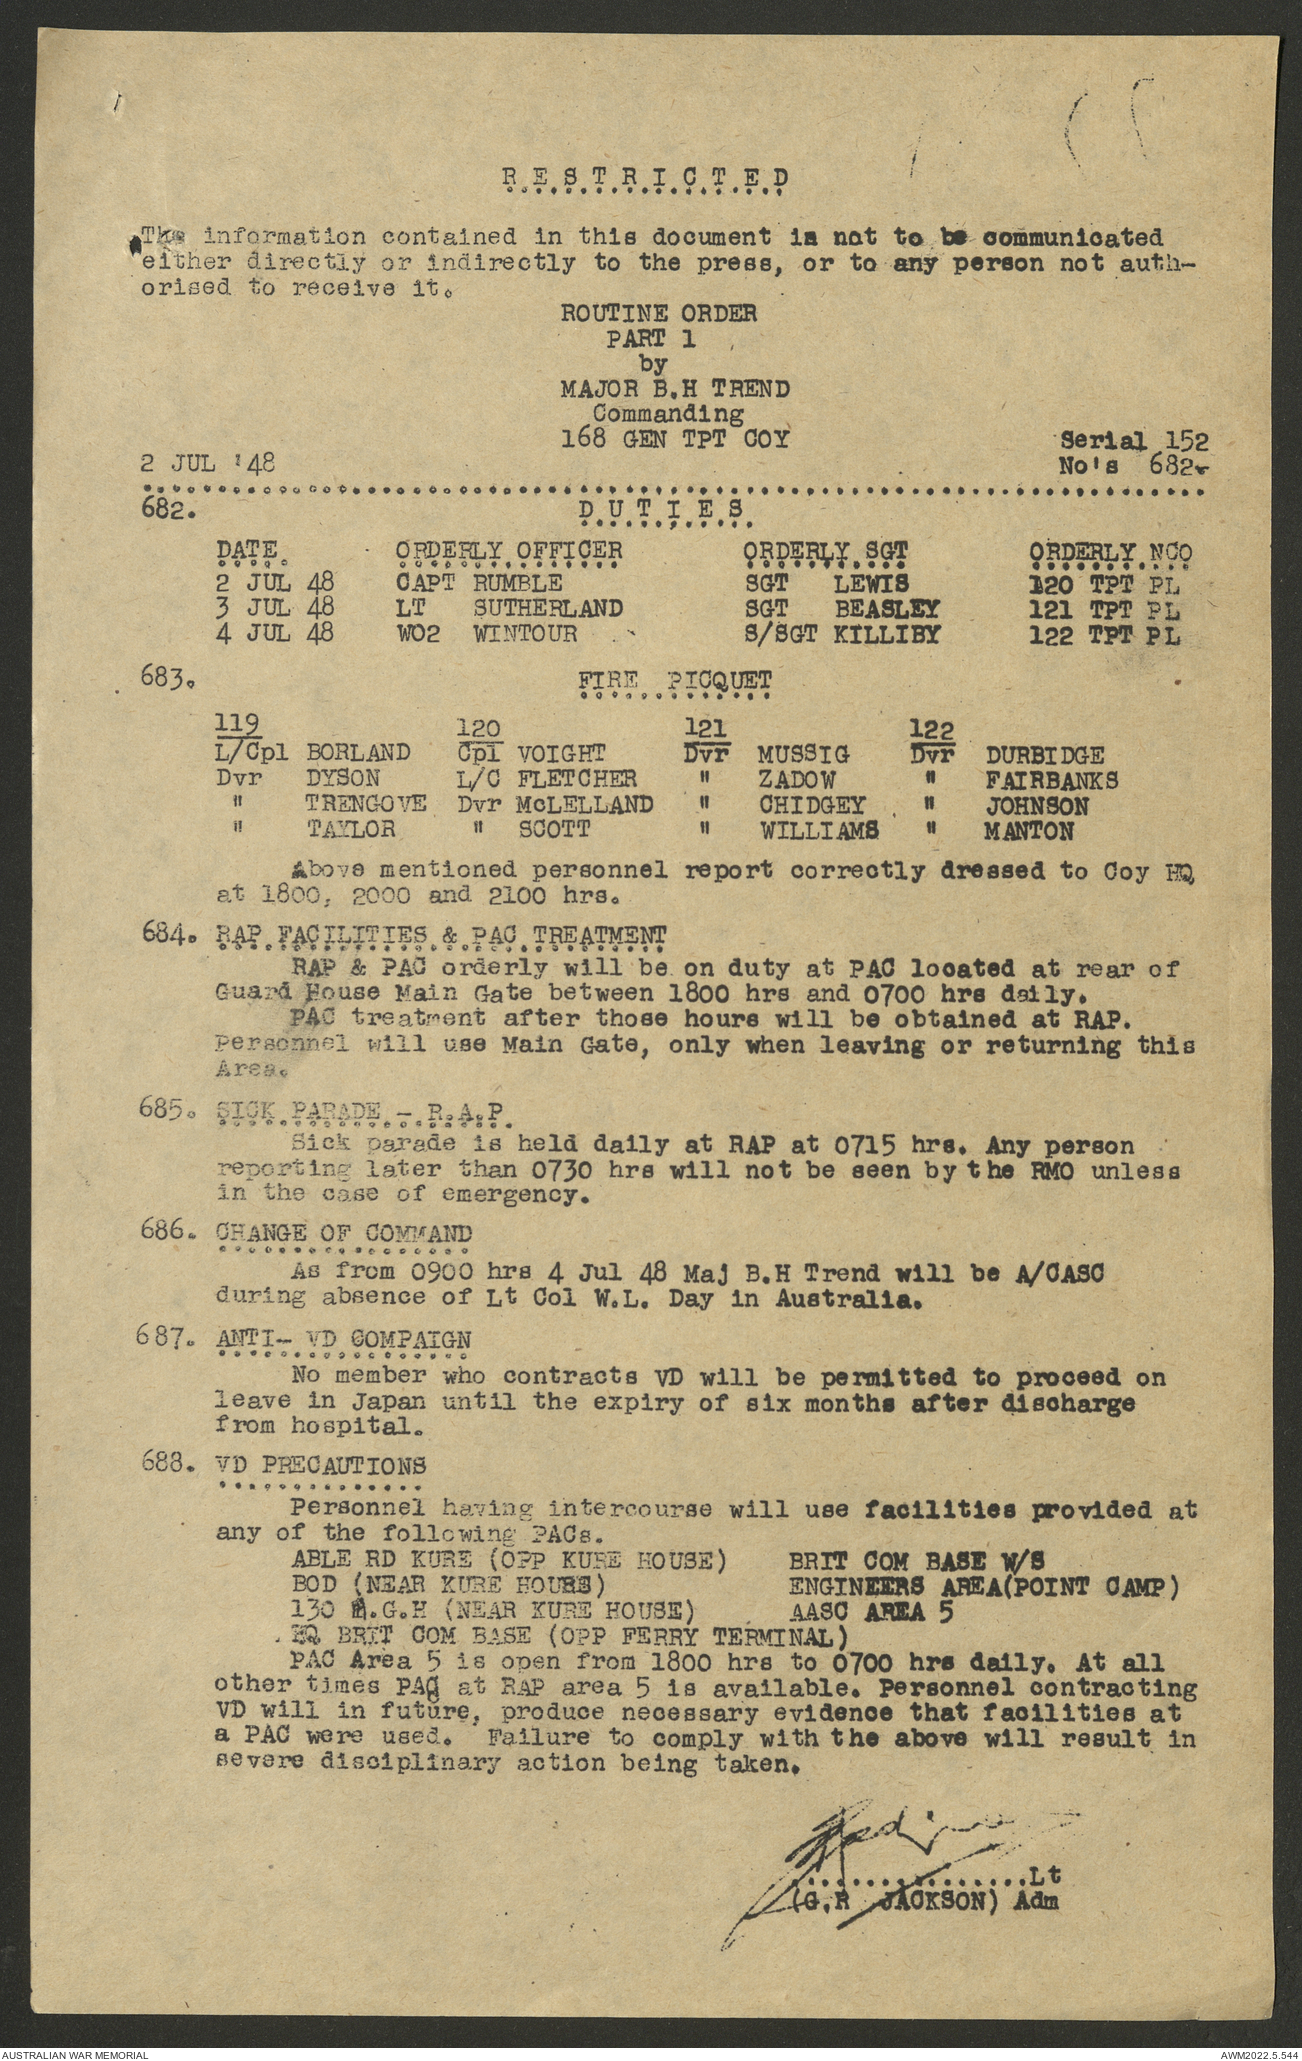 RESTRICTED
The information contained in this document is not to be communicated
either directly or indirectly to the press, or to any person not auth-
orised to receive it.
ROUTINE ORDER
PART 1
by
MAJOR B.H TREND
Commanding
168 GEN TPT COY
Serial 152
2 JUL '48
No's 682-
682. DUTIES
DATE ORDERLY OFFICER ORDERLY SGT ORDERLY NCO
2 JUL 48 CAPT RUMBLE SGT LEWIS 120 TPT PL
3 JUL 48 LT SUTHERLAND SGT BEASLEY 121 TPT PL
4 JUL 48 WO2 WINTOUR S/SGT KILLIBY 122 TPT PL
683. FIRE PICQUET
119 120 121 122
L/Cpl BORLAND Cpl VOIGHT Dvr MUSSIG Dvr DURBIDGE
Dvr DYSON L/C FLETCHER " ZADOW " FAIRBANKS
" TRENGOVE Dvr McLELLAND " CHIDGEY " JOHNSON
" TAYLOR " SCOTT " WILLIAMS " MANTON
Above mentioned personnel report correctly dressed to Coy HQ
at 1800, 2000 and 2100 hrs.
684. RAP FACILITIES & PAC TREATMENT
RAP & PAC orderly will be on duty at PAC located at rear of
Guard House Main Gate between 1800 hrs and 0700 hrs daily.
PAC treatment after those hours will be obtained at RAP.
Personnel will use Main Gate, only when leaving or returning this
Area.
685. SICK PARADE - R.A.P.
Sick parade is held daily at RAP at 0715 hrs. Any person
reporting later than 0730 hrs will not be seen by the RMO unless
in the case of emergency.
686. CHANGE OF COMMAND
As from 0900 hrs 4 Jul 48 Maj B.H Trend will be A/CASC
during absence of Lt Col W.L. Day in Australia.
687. ANTI- VD COMPAIGN
No member who contracts VD will be permitted to proceed on
leave in Japan until the expiry of six months after discharge
from hospital.
688. VD PRECAUTIONS
Personnel having intercourse will use facilities provided at
any of the following PACs.
ABLE RD KURE (OPP KURE HOUSE) BRIT COM BASE W/S
BOD (NEAR KURE HOUSE) ENGINEERS AREA(POINT CAMP)
130 A.G.H (NEAR KURE HOUSE) AASC AREA 5
HQ BRIT COM BASE (OPP FERRY TERMINAL)
PAC Area 5 is open from 1800 hrs to 0700 hrs daily. At all
other times PAC at RAP area 5 is available. Personnel contracting
VD will in future, produce necessary evidence that facilities at
a PAC were used. Failure to comply with the above will result in
severe disciplinary action being taken.
................Lt
(G.R JACKSON) Adm
AUSTRALIAN WAR MEMORIAL
AWM2022.5.544